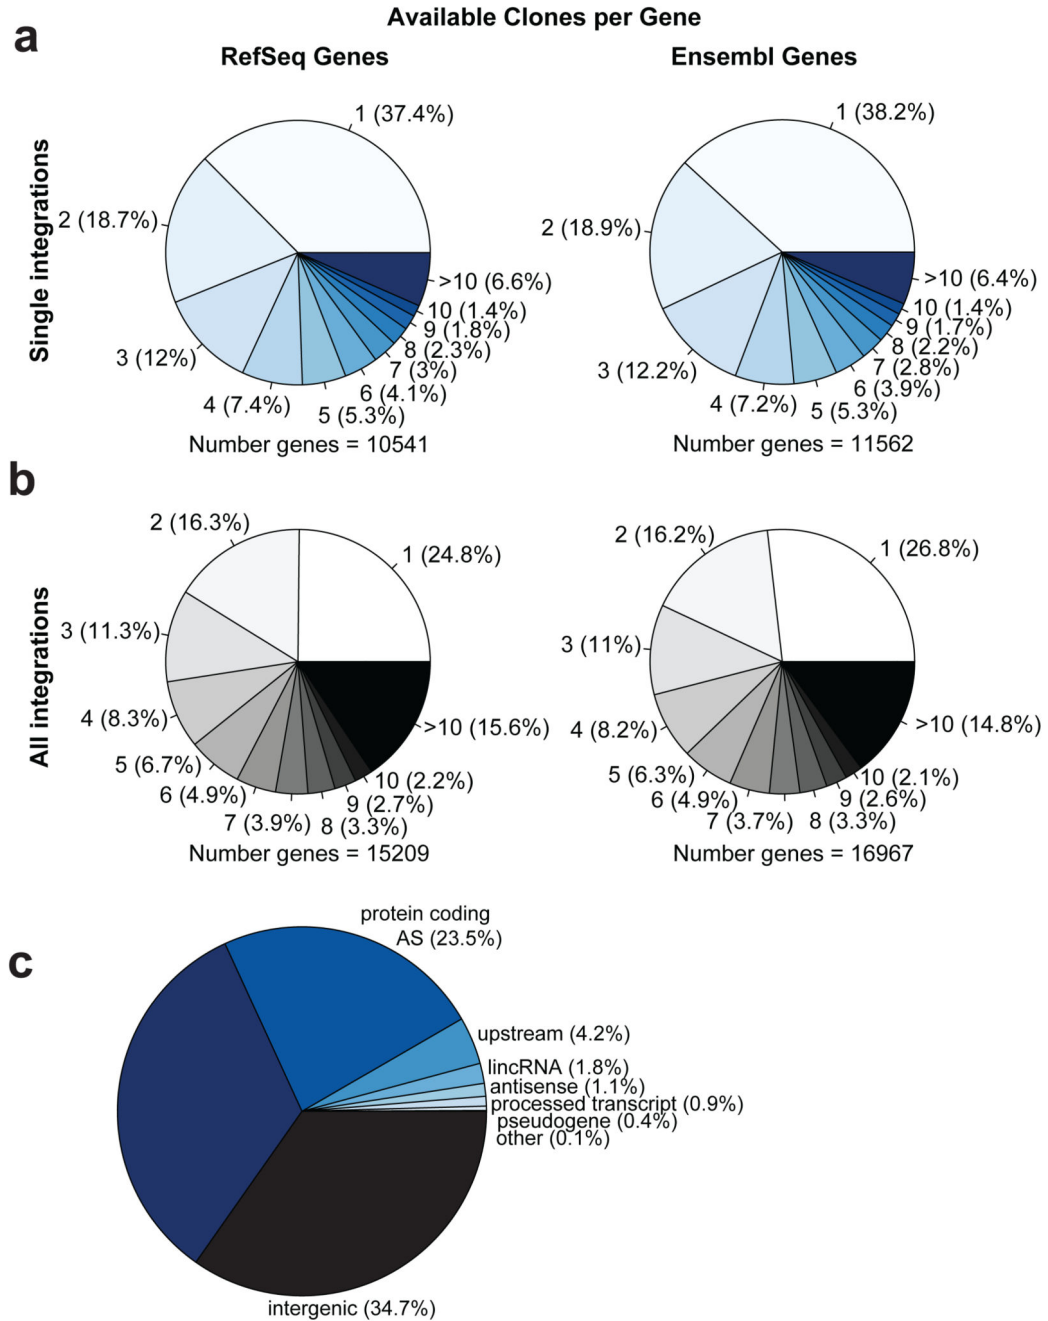 Available Clones per Gene
a
RefSeq Genes
Ensembl Genes
Single integrations
1 (37.4%)
2 (18.7%)
3 (12%)
4 (7.4%)
5 (5.3%)
6 (4.1%)
7 (3%)
8 (2.3%)
9 (1.8%)
10 (1.4%)
>10 (6.6%)
Number genes = 10541
1 (38.2%)
2 (18.9%)
3 (12.2%)
4 (7.2%)
5 (5.3%)
6 (3.9%)
7 (2.8%)
8 (2.2%)
9 (1.7%)
10 (1.4%)
>10 (6.4%)
Number genes = 11562
b
All integrations
1 (24.8%)
2 (16.3%)
3 (11.3%)
4 (8.3%)
5 (6.7%)
6 (4.9%)
7 (3.9%)
8 (3.3%)
9 (2.7%)
10 (2.2%)
>10 (15.6%)
Number genes = 15209
1 (26.8%)
2 (16.2%)
3 (11%)
4 (8.2%)
5 (6.3%)
6 (4.9%)
7 (3.7%)
8 (3.3%)
9 (2.6%)
10 (2.1%)
>10 (14.8%)
Number genes = 16967
c
protein coding
AS (23.5%)
upstream (4.2%)
lincRNA (1.8%)
antisense (1.1%)
processed transcript (0.9%)
pseudogene (0.4%)
other (0.1%)
intergenic (34.7%)